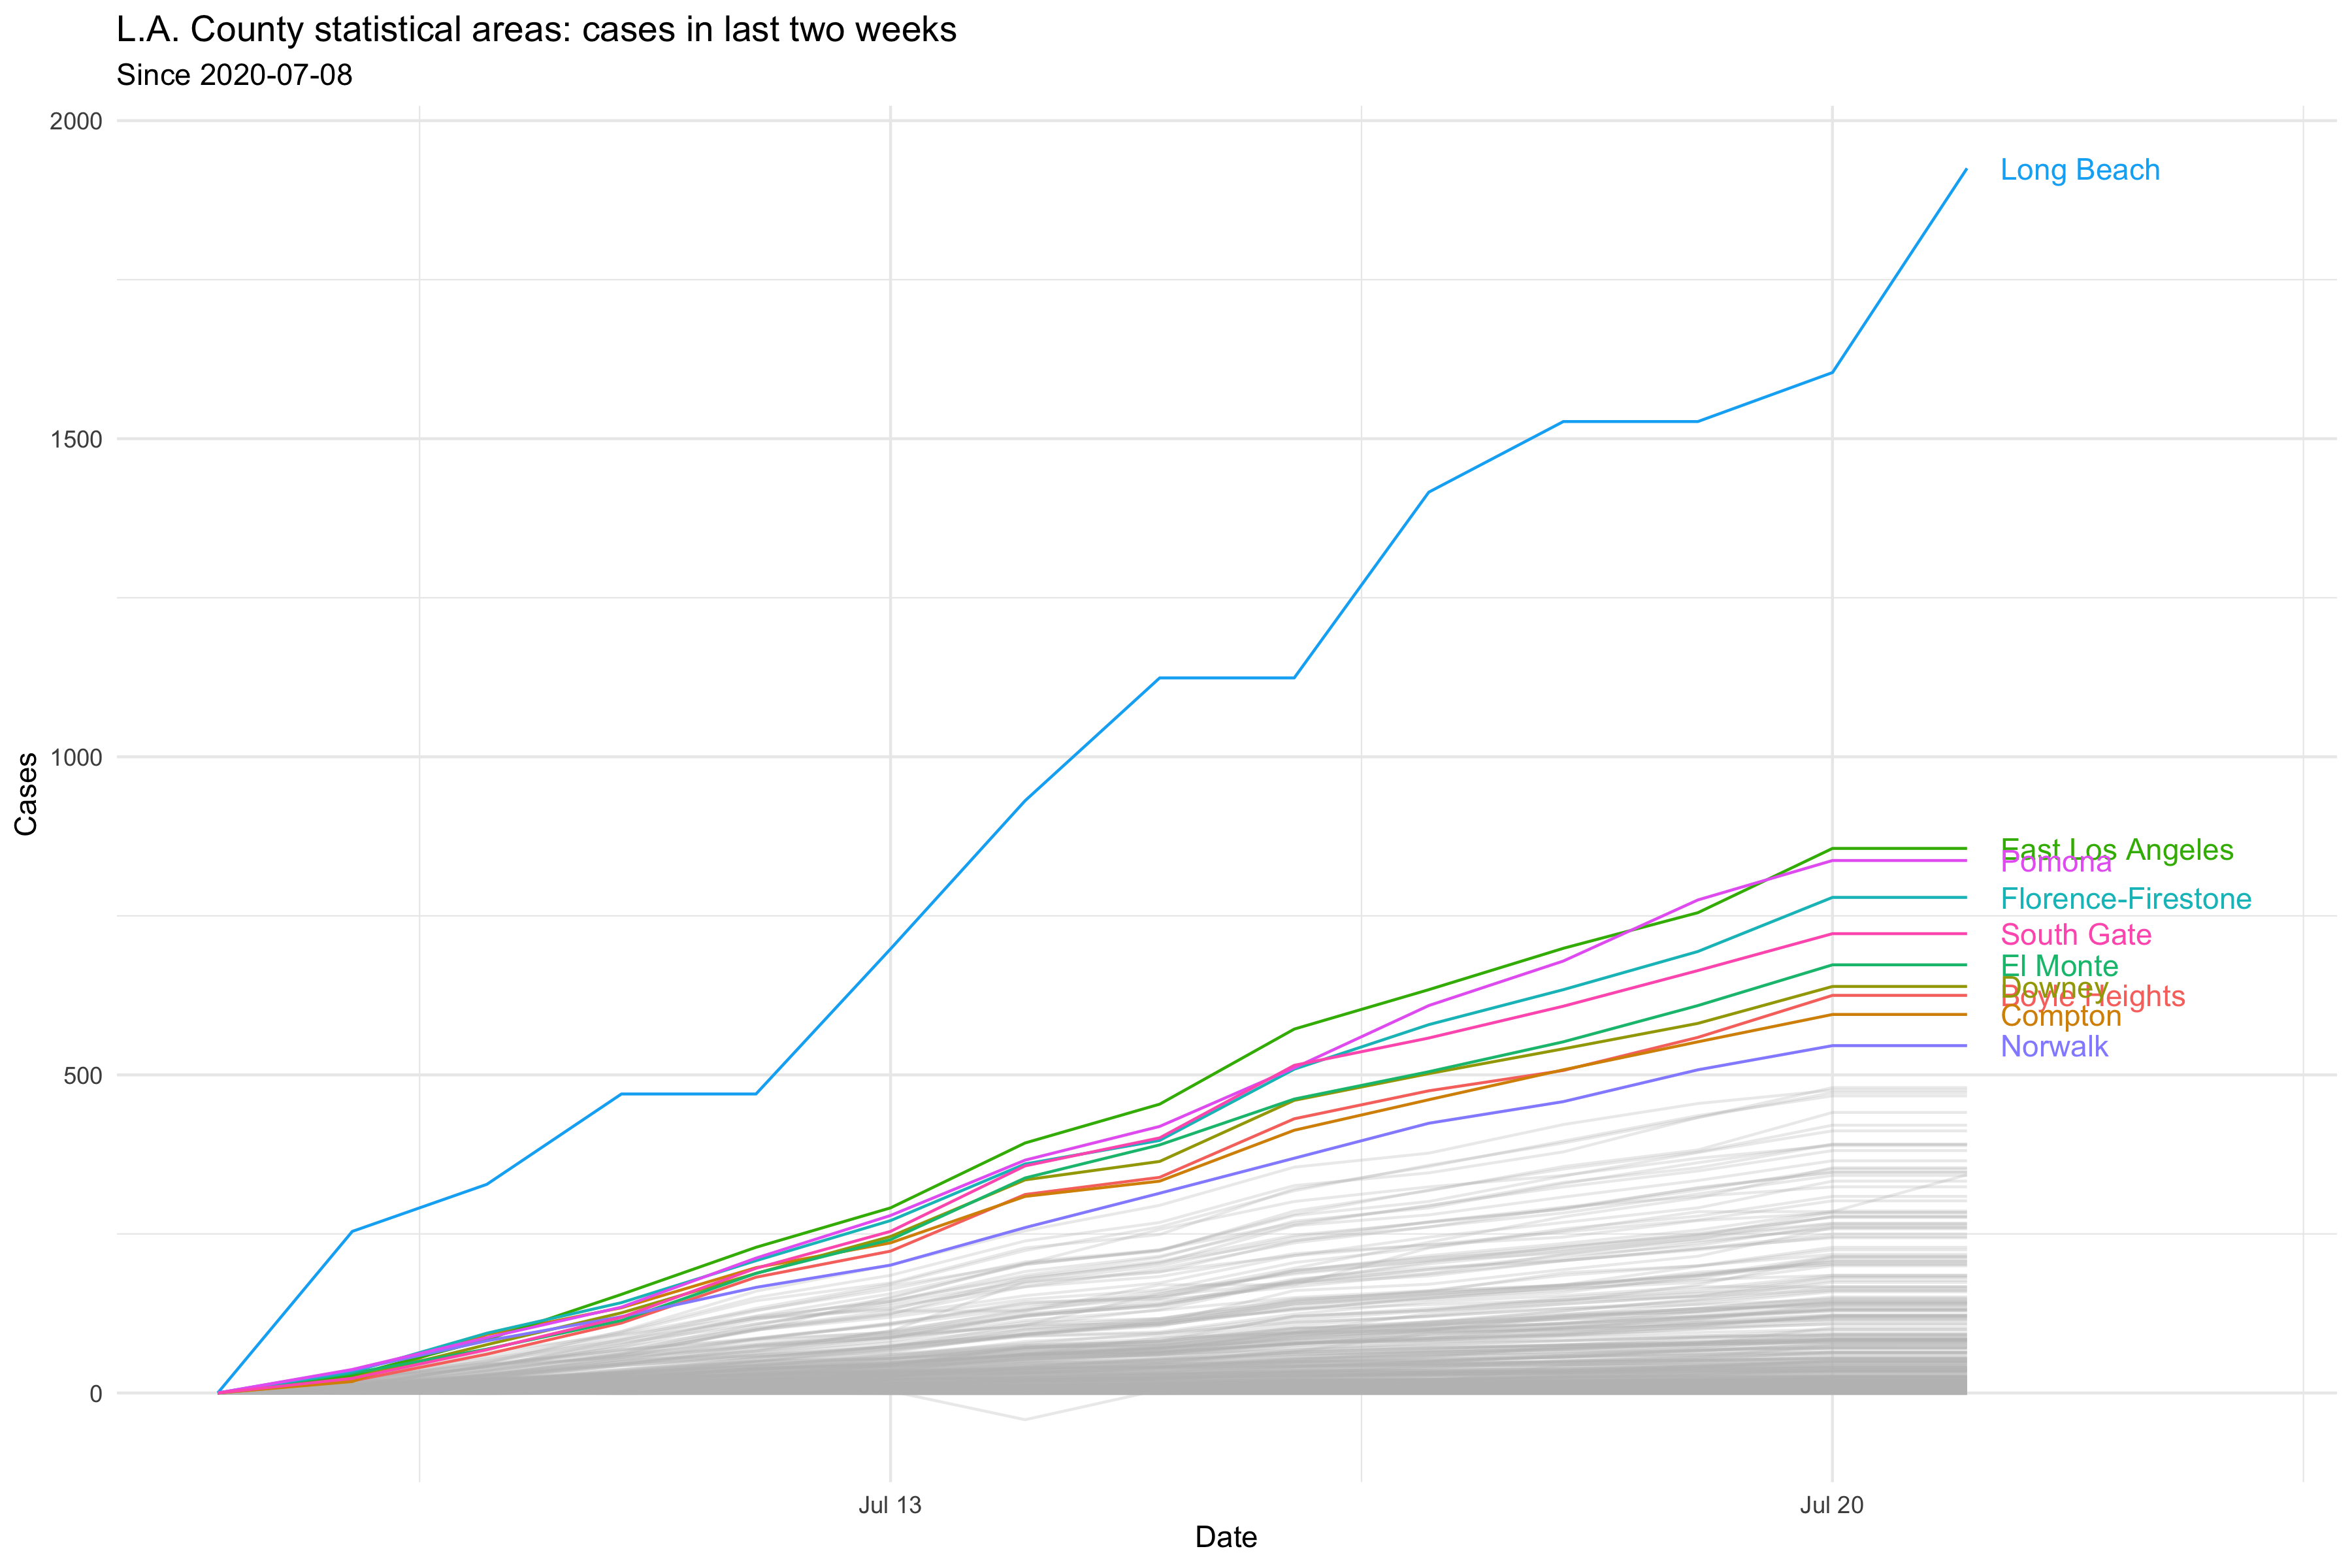 L.A. County statistical areas: cases in last two weeks
Since 2020-07-08
2000
1500
1000
500
0
Cases
Long Beach
East Los Angeles
Pomona
Florence-Firestone
South Gate
El Monte
Downey
Boyle Heights
Compton
Norwalk
Jul 13
Jul 20
Date